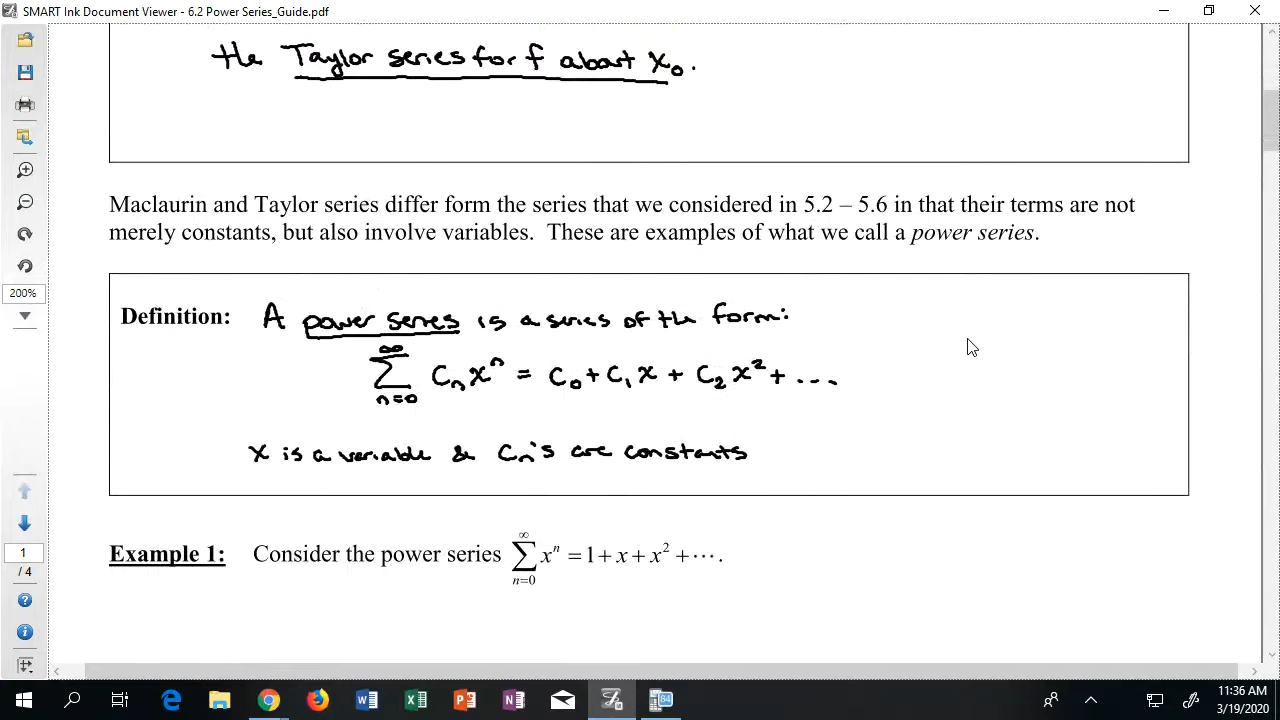 SMART Ink Document Viewer - 6.2 Power Series_Guide.pdf
the Taylor series for f about x₀.
Maclaurin and Taylor series differ form the series that we considered in 5.2 – 5.6 in that their terms are not
merely constants, but also involve variables. These are examples of what we call a power series.
Definition: A power series is a series of the form:
∞
∑ Cₙxⁿ = C₀ + C₁x + C₂x² + ...
n=0
x is a variable & Cₙ's are constants
∞
Example 1: Consider the power series ∑ xⁿ = 1 + x + x² + ⋯.
n=0
200%
1
/ 4
64
11:36 AM
3/19/2020